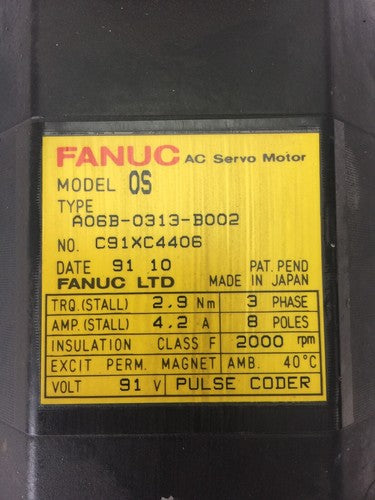 FANUC AC Servo Motor
MODEL 0S
TYPE
A06B-0313-B002
NO. C91XC4406
DATE 91 10 PAT. PEND
FANUC LTD MADE IN JAPAN
TRQ.(STALL) 2.9 Nm 3 PHASE
AMP.(STALL) 4.2 A 8 POLES
INSULATION CLASS F 2000 rpm
EXCIT PERM. MAGNET AMB. 40°C
VOLT 91 V PULSE CODER